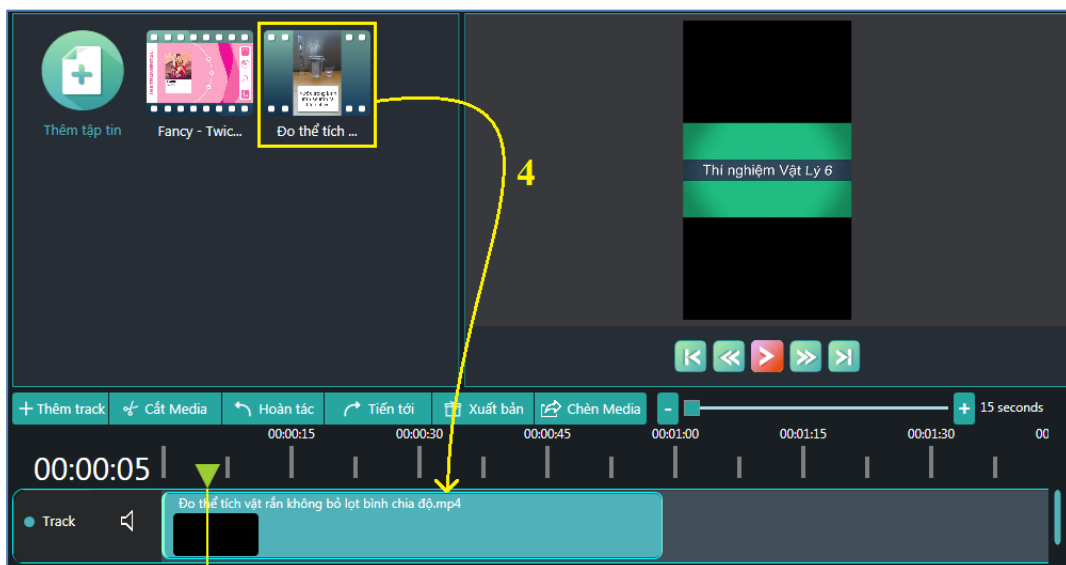 Thêm tập tin
Fancy - Twic...
Đo thể tích ...
4
Thí nghiệm Vật Lý 6
+ Thêm track
Cắt Media
Hoàn tác
Tiến tới
Xuất bản
Chèn Media
-
+
15 seconds
00:00:15
00:00:30
00:00:45
00:01:00
00:01:15
00:01:30
00
00:00:05
Đo thể tích vật rắn không bỏ lọt bình chia độ.mp4
Track